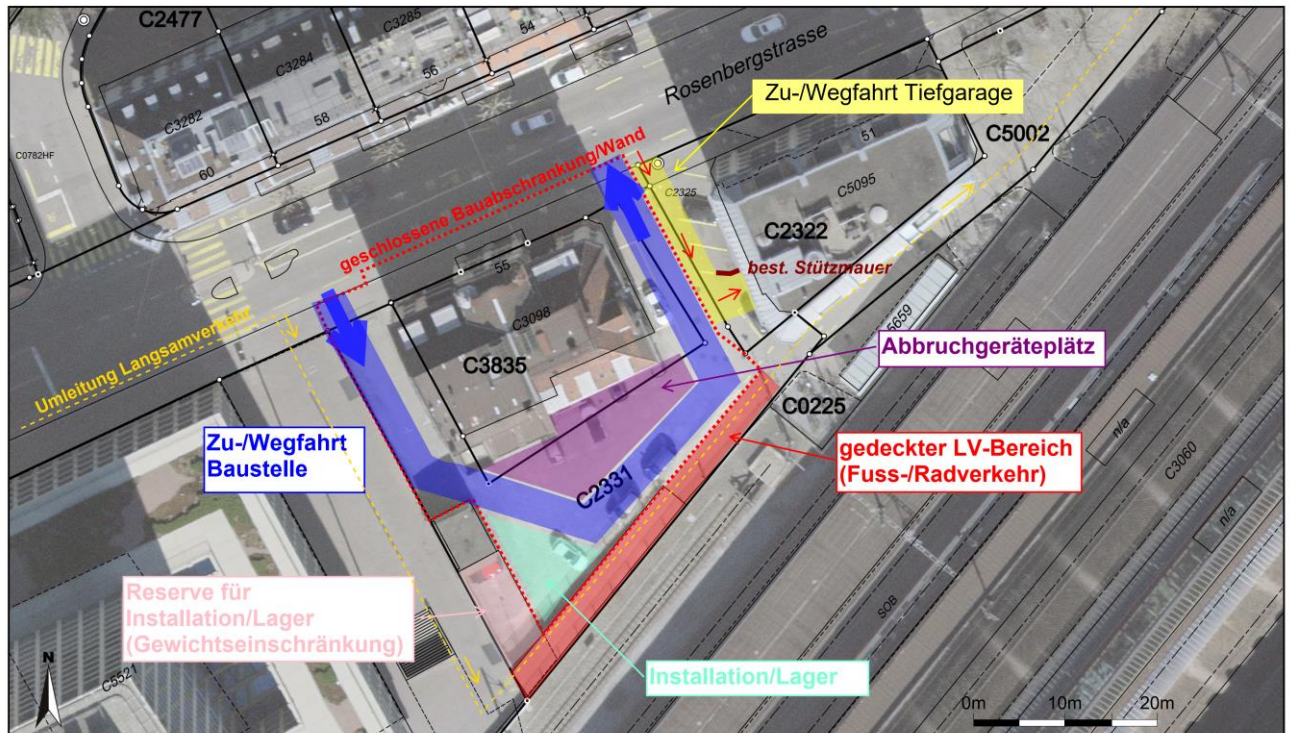 C2477
C3285
54
C3284
56
Rosenbergstrasse
C3282
58
Zu-/Wegfahrt Tiefgarage
C0782HF
60
51
C5002
geschlossene Bauabschrankung/Wand
C2325
C5095
C2322
55
best. Stützmauer
C3098
5659
Umleitung Langsamverkehr
C3835
Abbruchgeräteplätz
C0225
n/a
Zu-/Wegfahrt
Baustelle
gedeckter LV-Bereich
(Fuss-/Radverkehr)
C3060
C2331
n/a
Reserve für
Installation/Lager
(Gewichtseinschränkung)
SOB
N
C5521
Installation/Lager
0m 10m 20m